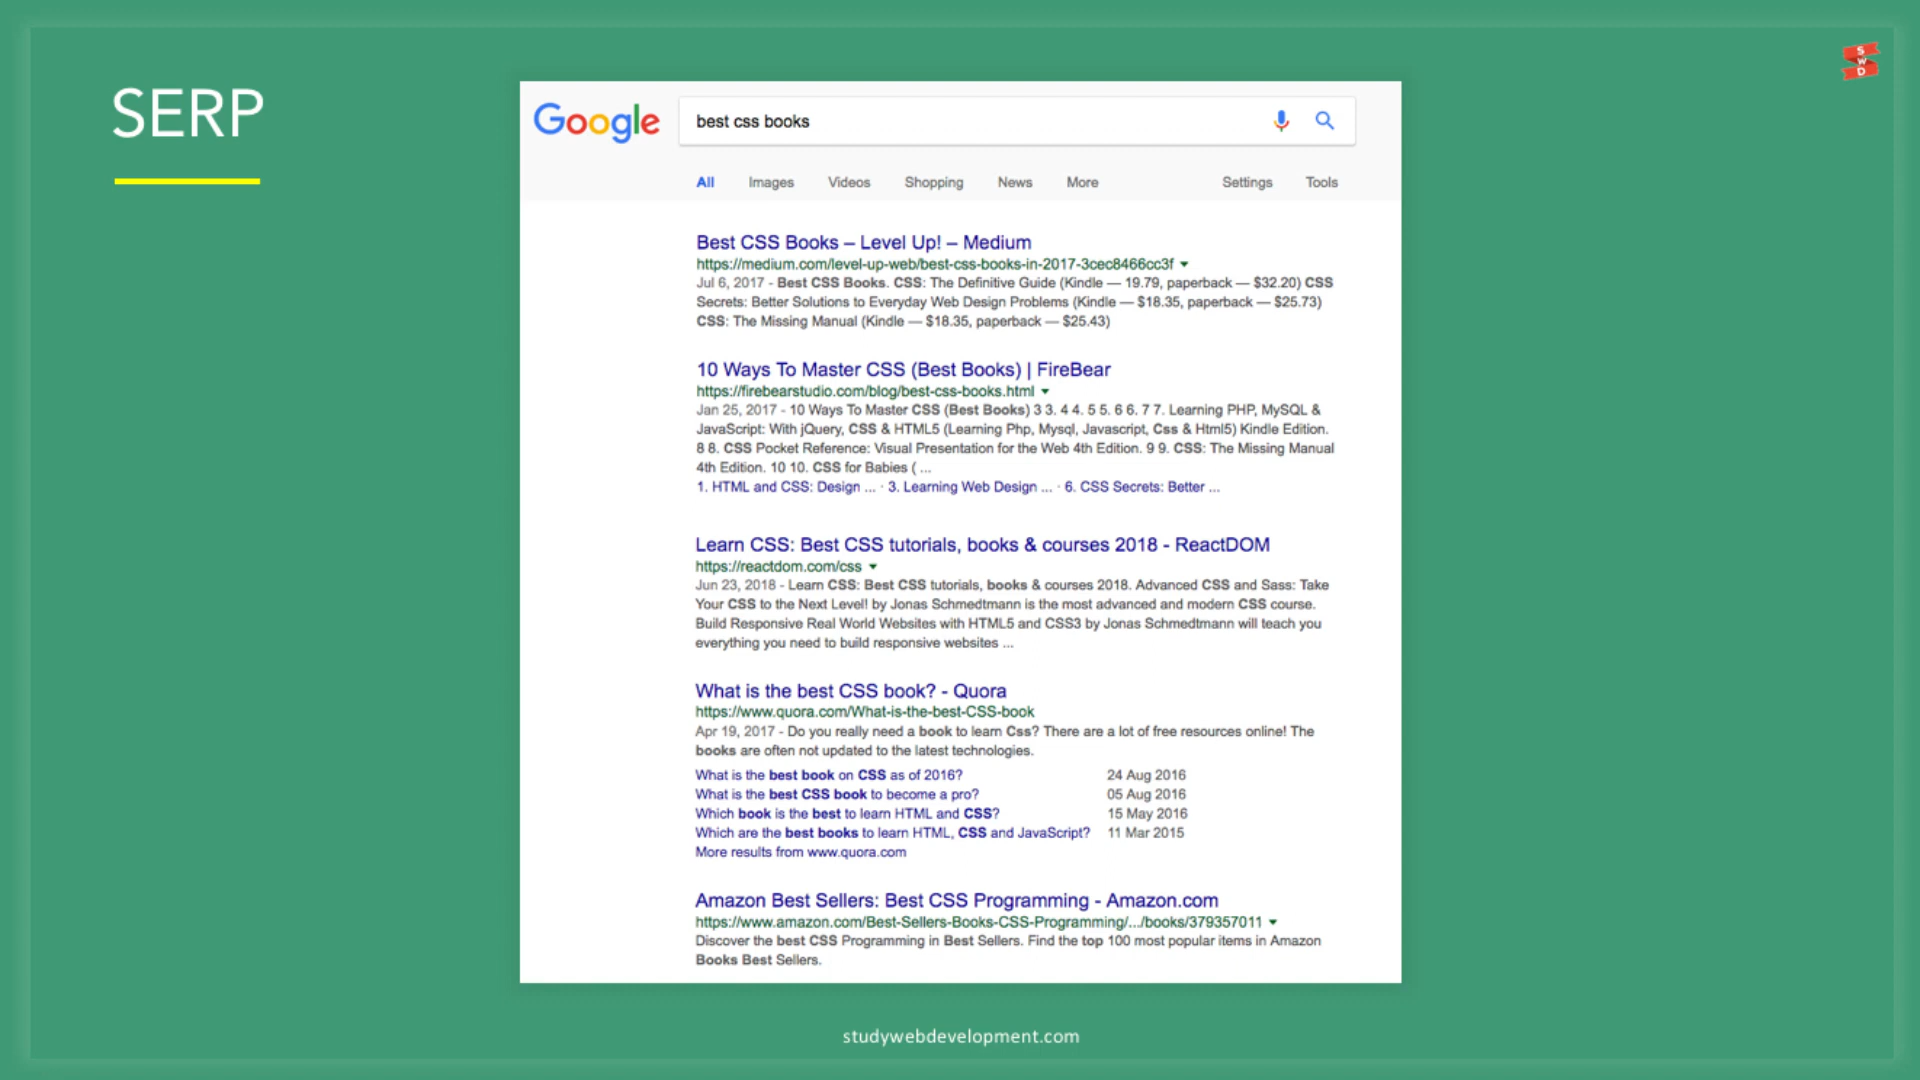 SERP
S
W
D
Google
best css books
All Images Videos Shopping News More Settings Tools
Best CSS Books – Level Up! – Medium
https://medium.com/level-up-web/best-css-books-in-2017-3cec8466cc3f
Jul 6, 2017 - Best CSS Books. CSS: The Definitive Guide (Kindle — 19.79, paperback — $32.20) CSS
Secrets: Better Solutions to Everyday Web Design Problems (Kindle — $18.35, paperback — $25.73)
CSS: The Missing Manual (Kindle — $18.35, paperback — $25.43)
10 Ways To Master CSS (Best Books) | FireBear
https://firebearstudio.com/blog/best-css-books.html
Jan 25, 2017 - 10 Ways To Master CSS (Best Books) 3 3. 4 4. 5 5. 6 6. 7 7. Learning PHP, MySQL &
JavaScript: With jQuery, CSS & HTML5 (Learning Php, Mysql, Javascript, Css & Html5) Kindle Edition.
8 8. CSS Pocket Reference: Visual Presentation for the Web 4th Edition. 9 9. CSS: The Missing Manual
4th Edition. 10 10. CSS for Babies ( ...
1. HTML and CSS: Design ... · 3. Learning Web Design ... · 6. CSS Secrets: Better ...
Learn CSS: Best CSS tutorials, books & courses 2018 - ReactDOM
https://reactdom.com/css
Jun 23, 2018 - Learn CSS: Best CSS tutorials, books & courses 2018. Advanced CSS and Sass: Take
Your CSS to the Next Level! by Jonas Schmedtmann is the most advanced and modern CSS course.
Build Responsive Real World Websites with HTML5 and CSS3 by Jonas Schmedtmann will teach you
everything you need to build responsive websites ...
What is the best CSS book? - Quora
https://www.quora.com/What-is-the-best-CSS-book
Apr 19, 2017 - Do you really need a book to learn Css? There are a lot of free resources online! The
books are often not updated to the latest technologies.
What is the best book on CSS as of 2016? 24 Aug 2016
What is the best CSS book to become a pro? 05 Aug 2016
Which book is the best to learn HTML and CSS? 15 May 2016
Which are the best books to learn HTML, CSS and JavaScript? 11 Mar 2015
More results from www.quora.com
Amazon Best Sellers: Best CSS Programming - Amazon.com
https://www.amazon.com/Best-Sellers-Books-CSS-Programming/.../books/379357011
Discover the best CSS Programming in Best Sellers. Find the top 100 most popular items in Amazon
Books Best Sellers.
studywebdevelopment.com